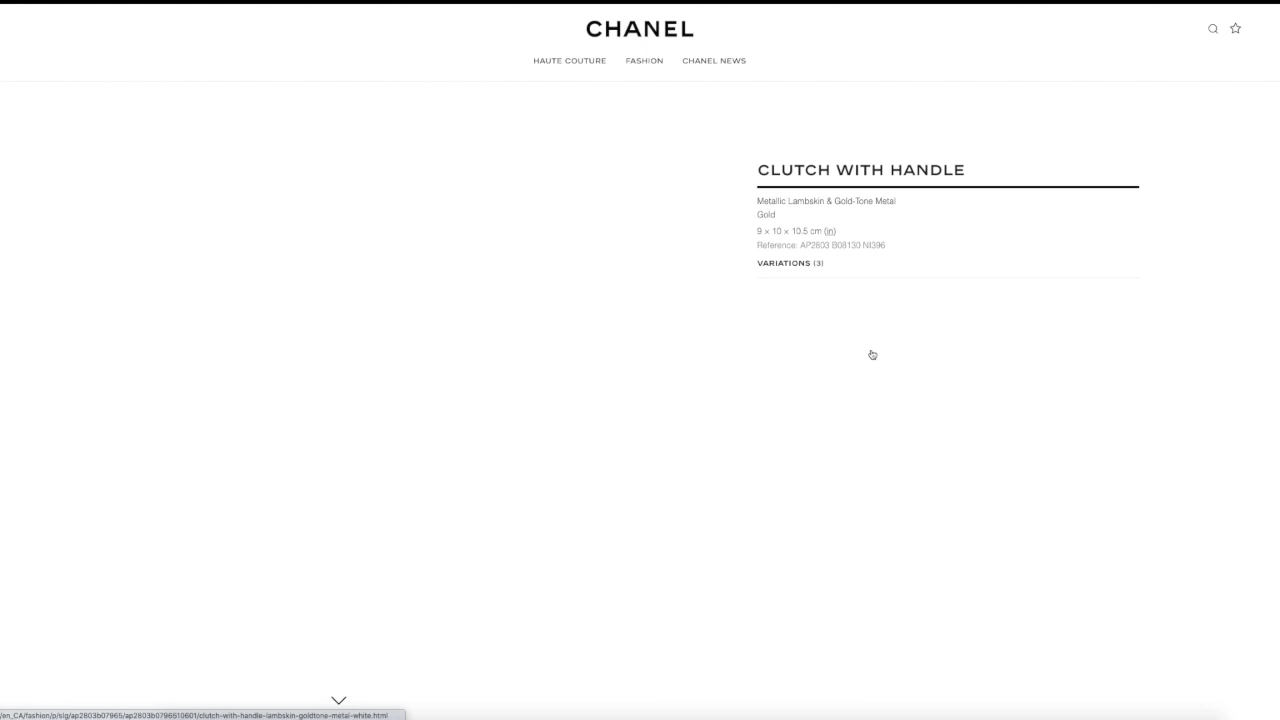 CHANEL
HAUTE COUTURE FASHION CHANEL NEWS
CLUTCH WITH HANDLE
Metallic Lambskin & Gold-Tone Metal
Gold
9 × 10 × 10.5 cm (in)
Reference: AP2803 B08130 NI396
VARIATIONS (3)
/en_CA/fashion/p/slg/ap2803b07965/ap2803b0796510601/clutch-with-handle-lambskin-goldtone-metal-white.html